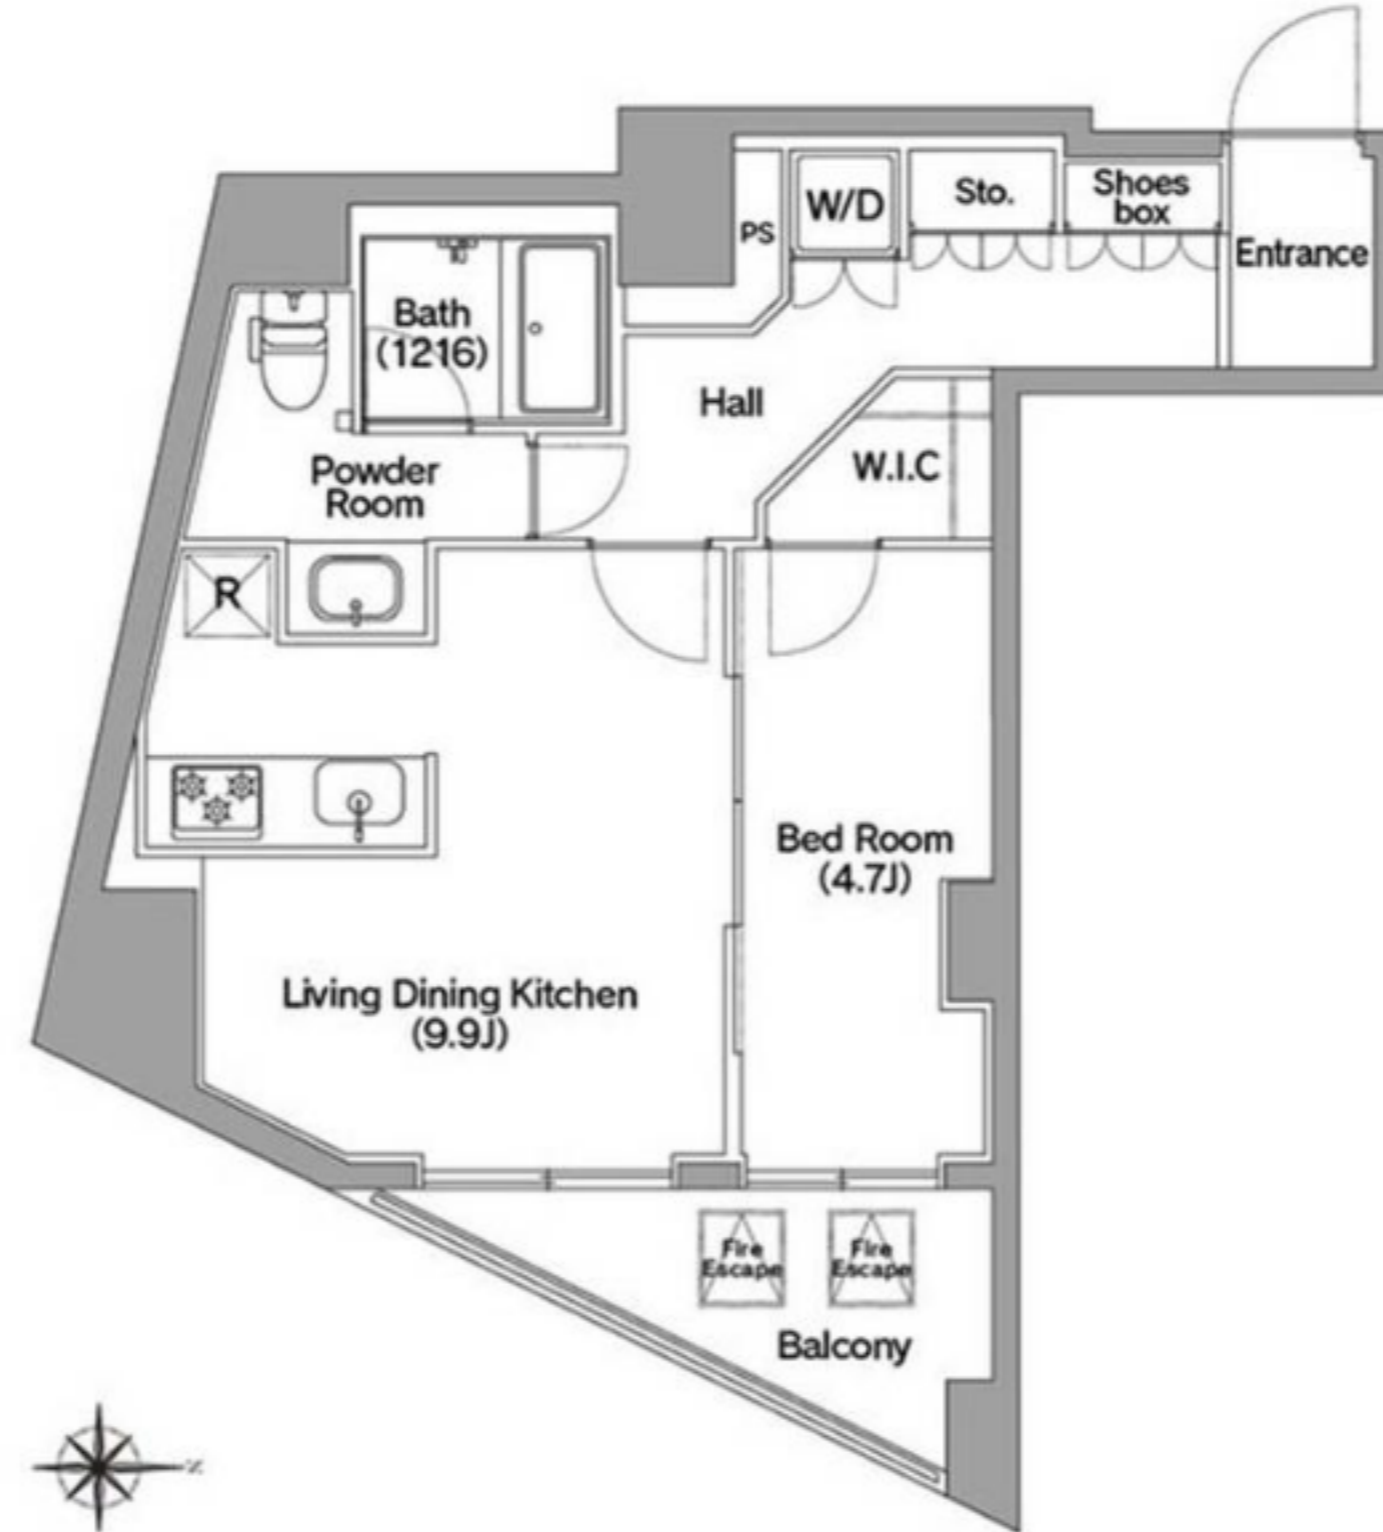 W/D
Sto.
Shoes
box
PS
Entrance
Bath
(1216)
Hall
W.I.C
Powder
Room
R
Bed Room
(4.7J)
Living Dining Kitchen
(9.9J)
Fire
Escape
Fire
Escape
Balcony
N